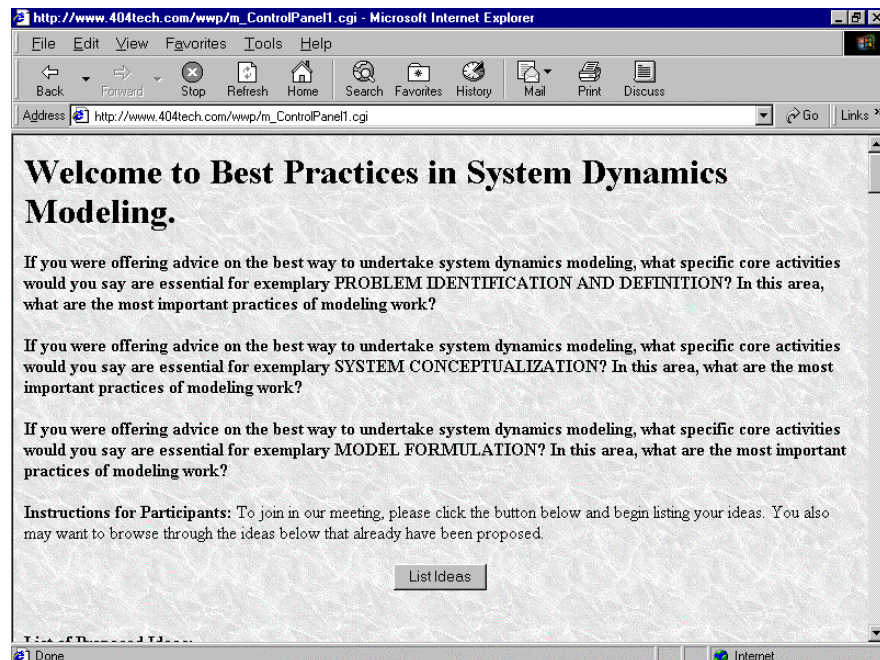 http://www.404tech.com/wwp/m_ControlPanel1.cgi - Microsoft Internet Explorer
File Edit View Favorites Tools Help
Back Forward Stop Refresh Home Search Favorites History Mail Print Discuss
Address http://www.404tech.com/wwp/m_ControlPanel1.cgi Go Links »
Welcome to Best Practices in System Dynamics
Modeling.
If you were offering advice on the best way to undertake system dynamics modeling, what specific core activities
would you say are essential for exemplary PROBLEM IDENTIFICATION AND DEFINITION? In this area,
what are the most important practices of modeling work?
If you were offering advice on the best way to undertake system dynamics modeling, what specific core activities
would you say are essential for exemplary SYSTEM CONCEPTUALIZATION? In this area, what are the most
important practices of modeling work?
If you were offering advice on the best way to undertake system dynamics modeling, what specific core activities
would you say are essential for exemplary MODEL FORMULATION? In this area, what are the most important
practices of modeling work?
Instructions for Participants: To join in our meeting, please click the button below and begin listing your ideas. You also
may want to browse through the ideas below that already have been proposed.
List Ideas
List of Proposed Ideas:
Done Internet